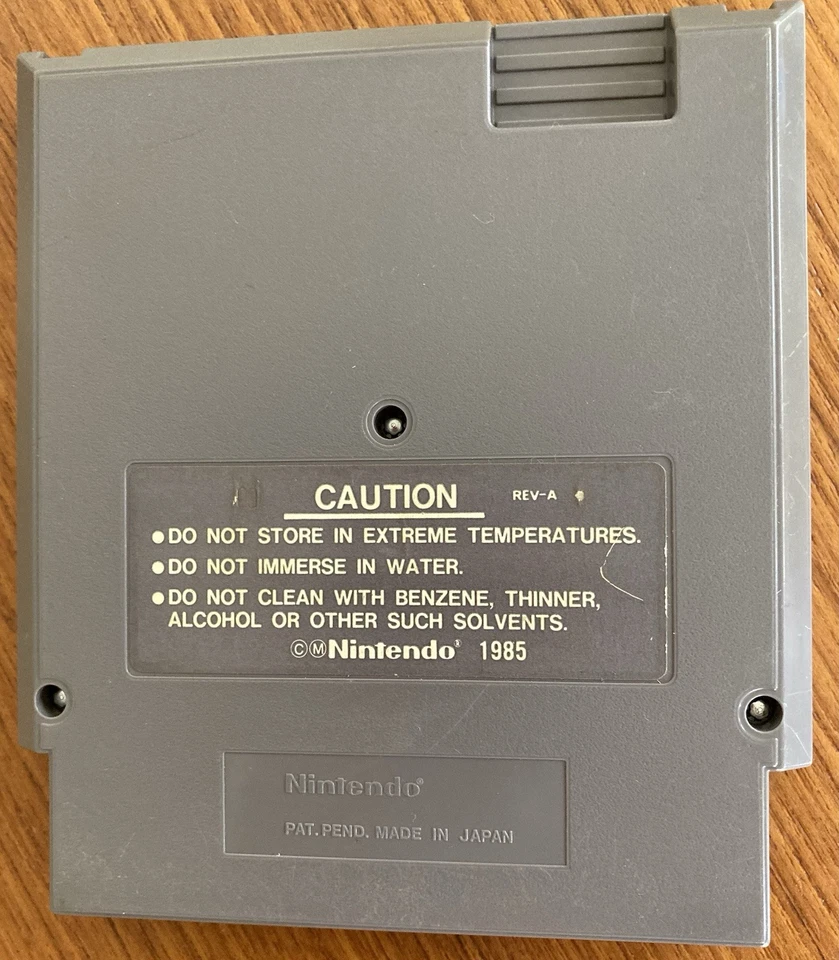 CAUTION REV-A
●DO NOT STORE IN EXTREME TEMPERATURES.
●DO NOT IMMERSE IN WATER.
●DO NOT CLEAN WITH BENZENE, THINNER,
ALCOHOL OR OTHER SUCH SOLVENTS.
©ⓂNintendo® 1985
Nintendo®
PAT. PEND. MADE IN JAPAN